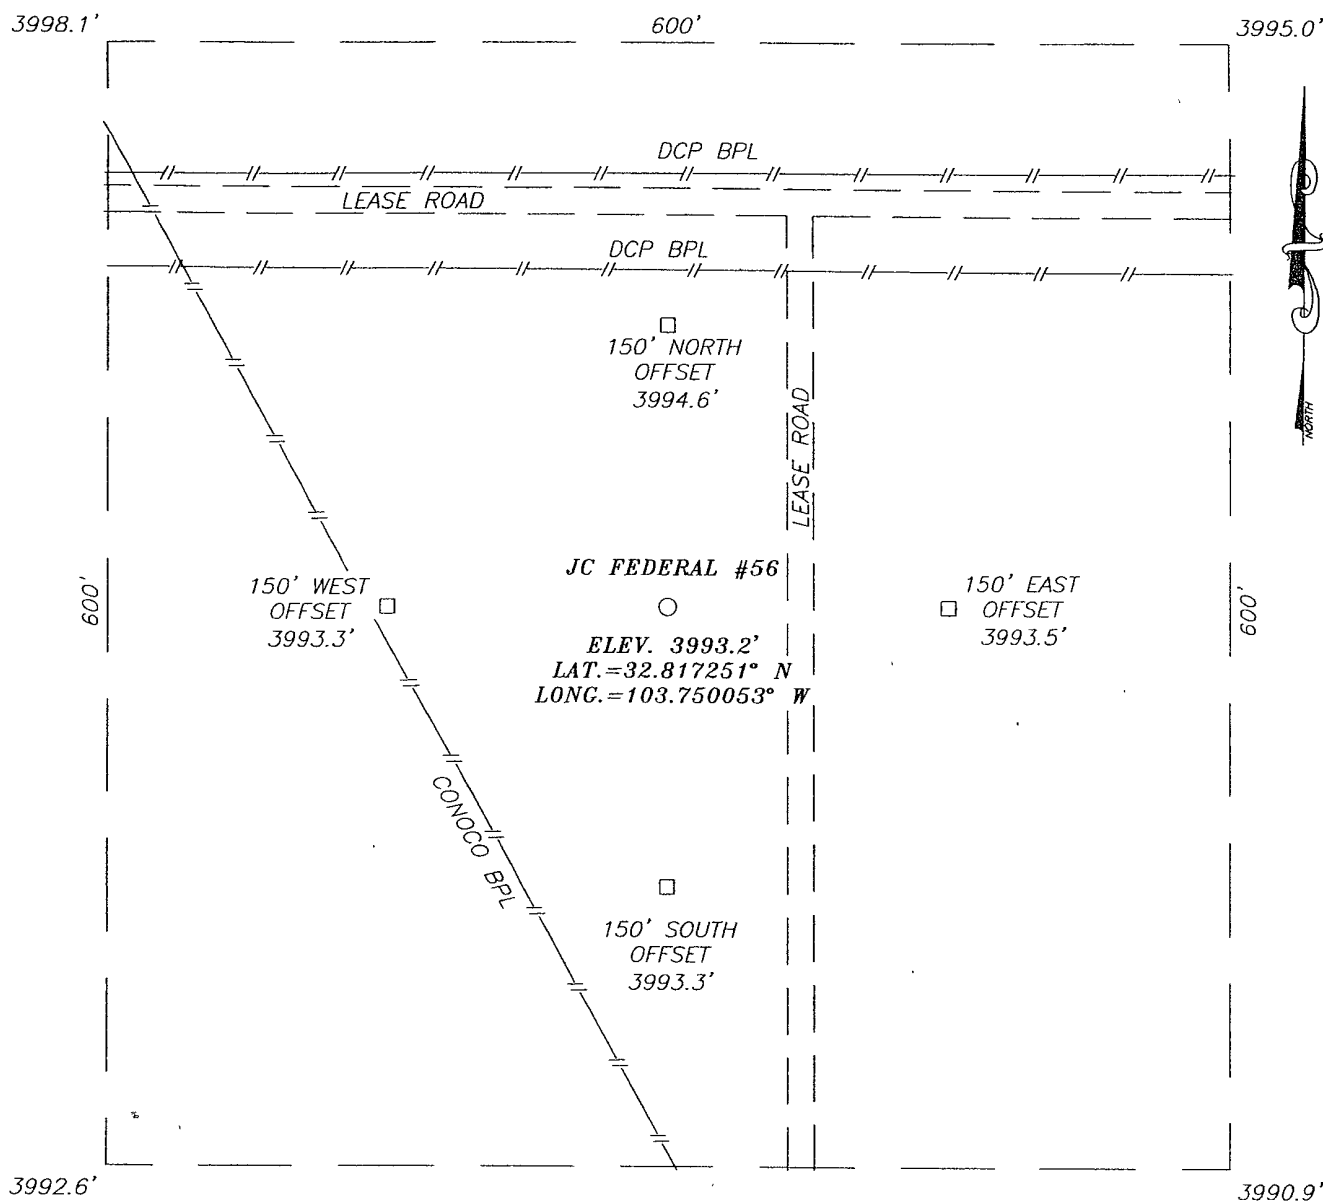 3998.1'
600'
3995.0'
DCP BPL
LEASE ROAD
DCP BPL
150' NORTH
OFFSET
3994.6'
NORTH
LEASE ROAD
JC FEDERAL #56
600'
150' WEST
OFFSET
3993.3'
150' EAST
OFFSET
3993.5'
600'
ELEV. 3993.2'
LAT.=32.817251° N
LONG.=103.750053° W
CONOCO BPL
150' SOUTH
OFFSET
3993.3'
3992.6'
3990.9'